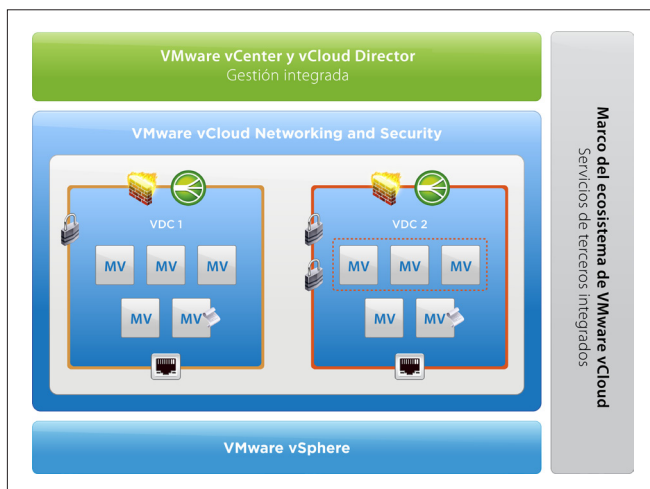 VMware vCenter y vCloud Director
Gestión integrada
VMware vCloud Networking and Security
VDC 1
MV MV MV
MV MV
VDC 2
MV MV MV
MV MV
VMware vSphere
Marco del ecosistema de VMware vCloud
Servicios de terceros integrados